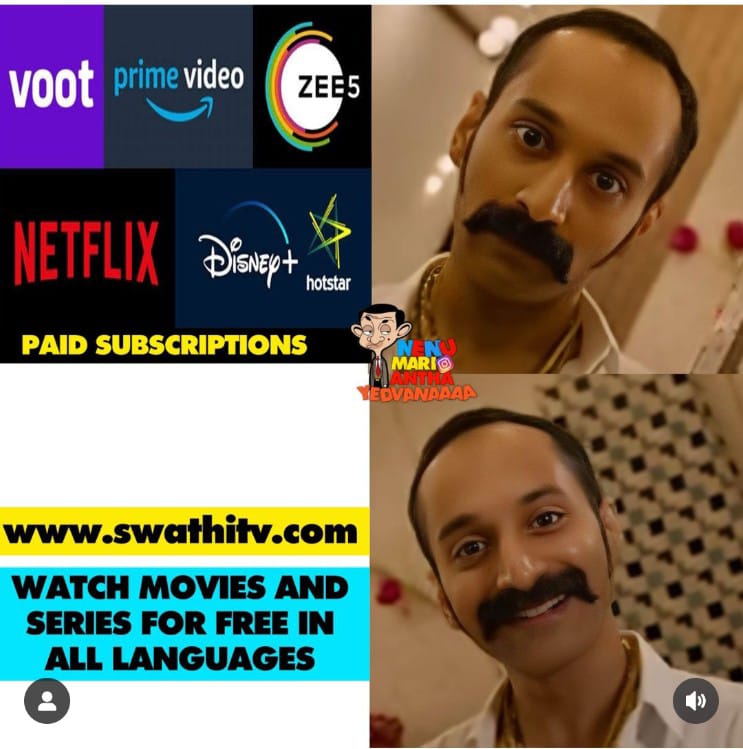 voot
prime video
ZEE5
NETFLIX
Disney+
hotstar
PAID SUBSCRIPTIONS
NENU
MARI
ANTHA
YEDVANAAAA
www.swathitv.com
WATCH MOVIES AND
SERIES FOR FREE IN
ALL LANGUAGES